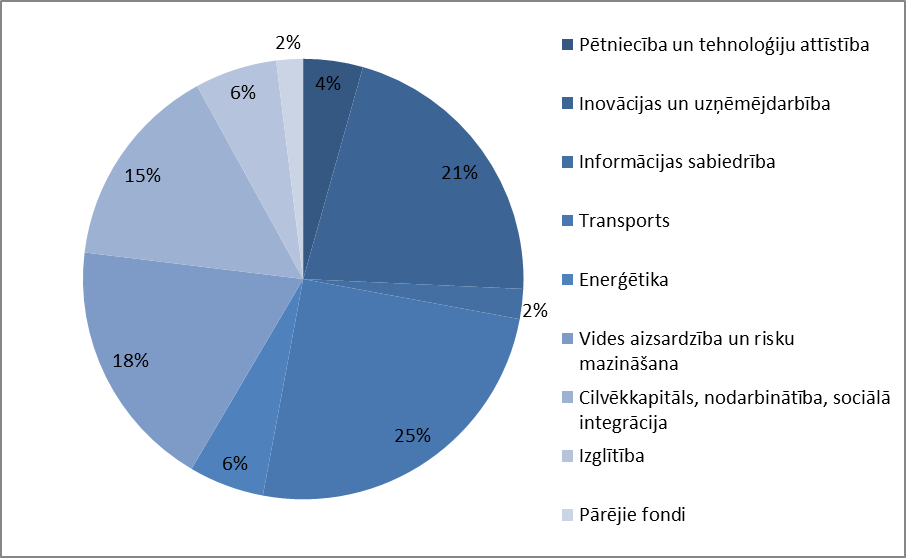 2%
4%
6%
21%
15%
2%
18%
25%
6%
Pētniecība un tehnoloģiju attīstība
Inovācijas un uzņēmējdarbība
Informācijas sabiedrība
Transports
Enerģētika
Vides aizsardzība un risku
mazināšana
Cilvēkkapitāls, nodarbinātība, sociālā
integrācija
Izglītība
Pārējie fondi